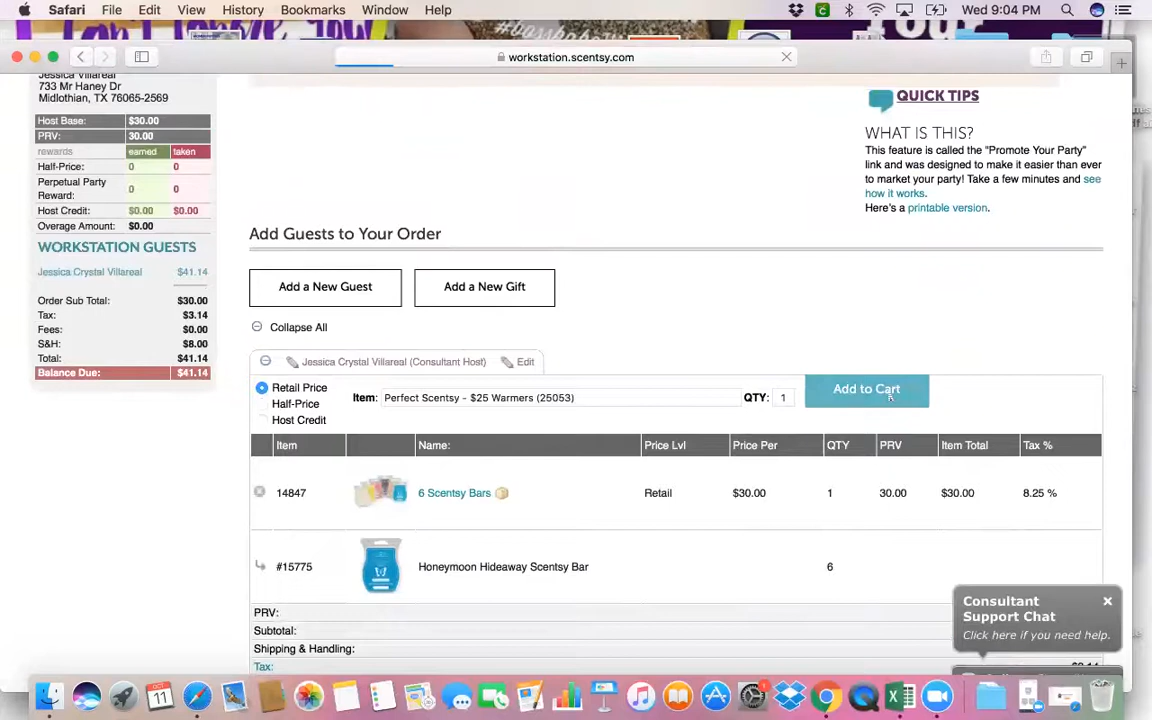 Safari File Edit View History Bookmarks Window Help Wed 9:04 PM
workstation.scentsy.com
Jessica Villareal
733 Mr Haney Dr
Midlothian, TX 76065-2569
Host Base: $30.00
PRV: 30.00
rewards earned taken
Half-Price: 0 0
Perpetual Party
Reward: 0 0
Host Credit: $0.00 $0.00
Overage Amount: $0.00
WORKSTATION GUESTS
Jessica Crystal Villareal $41.14
Order Sub Total: $30.00
Tax: $3.14
Fees: $0.00
S&H: $8.00
Total: $41.14
Balance Due: $41.14
QUICK TIPS
WHAT IS THIS?
This feature is called the "Promote Your Party"
link and was designed to make it easier than ever
to market your party! Take a few minutes and see
how it works.
Here's a printable version.
Add Guests to Your Order
Add a New Guest Add a New Gift
Collapse All
Jessica Crystal Villareal (Consultant Host) Edit
Retail Price
Half-Price
Host Credit
Item: Perfect Scentsy - $25 Warmers (25053) QTY: 1 Add to Cart
Item Name: Price Lvl Price Per QTY PRV Item Total Tax %
14847 6 Scentsy Bars Retail $30.00 1 30.00 $30.00 8.25 %
#15775 Honeymoon Hideaway Scentsy Bar 6
PRV:
Subtotal:
Shipping & Handling:
Tax:
Consultant
Support Chat
Click here if you need help.
OCT
11